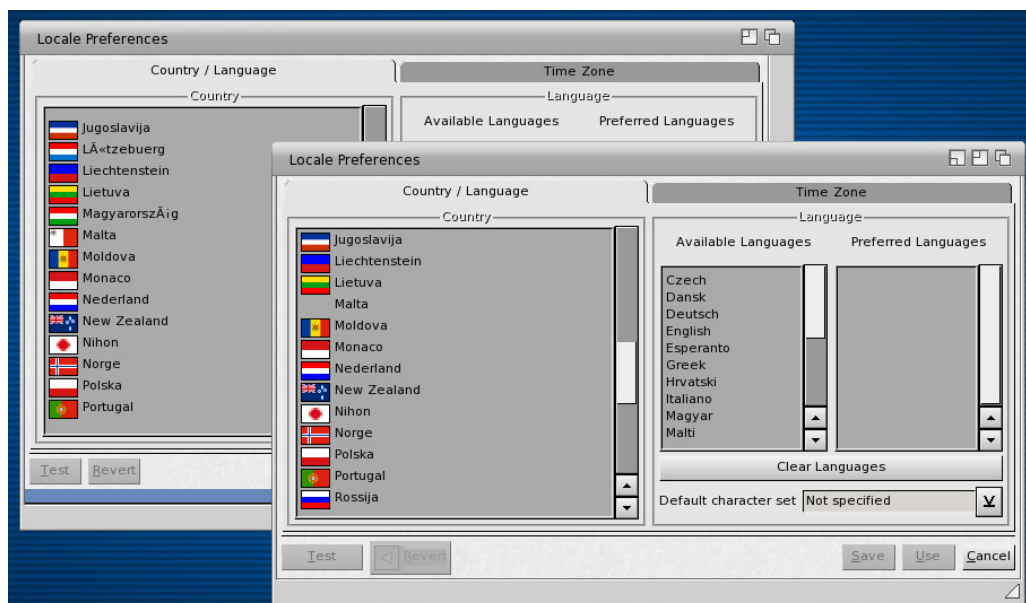 Locale Preferences
Country / Language
Time Zone
Country
Language
Available Languages
Preferred Languages
Jugoslavija
LÃ«tzebuerg
Liechtenstein
Lietuva
MagyarorszÃ¡g
Malta
Moldova
Monaco
Nederland
New Zealand
Nihon
Norge
Polska
Portugal
Test
Revert
Locale Preferences
Country / Language
Time Zone
Country
Language
Jugoslavija
Liechtenstein
Lietuva
Malta
Moldova
Monaco
Nederland
New Zealand
Nihon
Norge
Polska
Portugal
Rossija
Available Languages
Preferred Languages
Czech
Dansk
Deutsch
English
Esperanto
Greek
Hrvatski
Italiano
Magyar
Malti
Clear Languages
Default character set Not specified
Test
Revert
Save
Use
Cancel